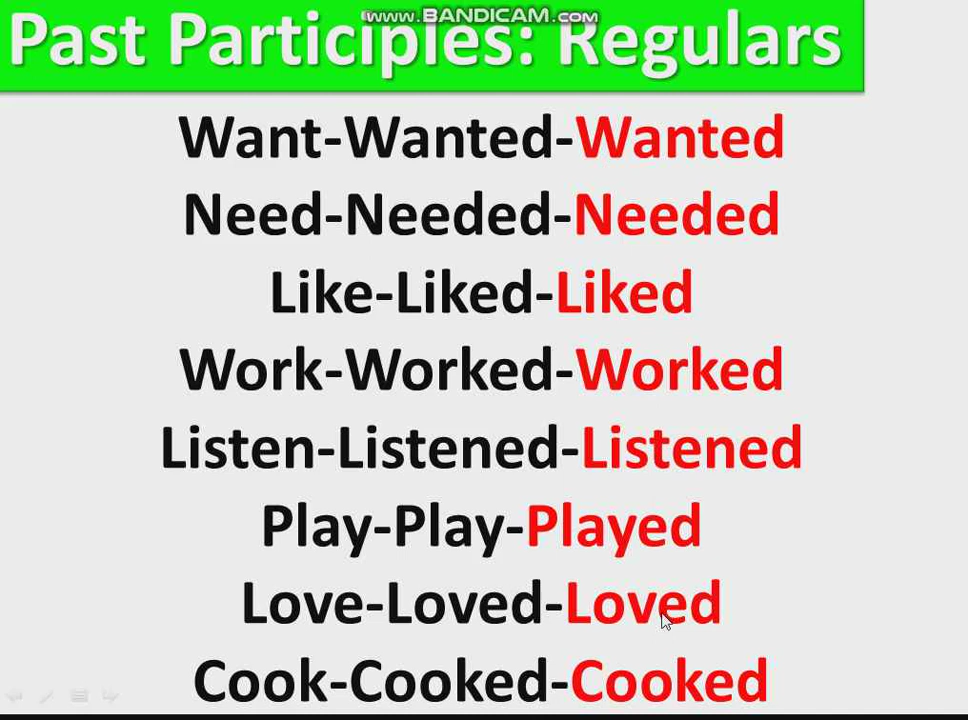 www.BANDICAM.com
Past Participles: Regulars
Want-Wanted-Wanted
Need-Needed-Needed
Like-Liked-Liked
Work-Worked-Worked
Listen-Listened-Listened
Play-Play-Played
Love-Loved-Loved
Cook-Cooked-Cooked